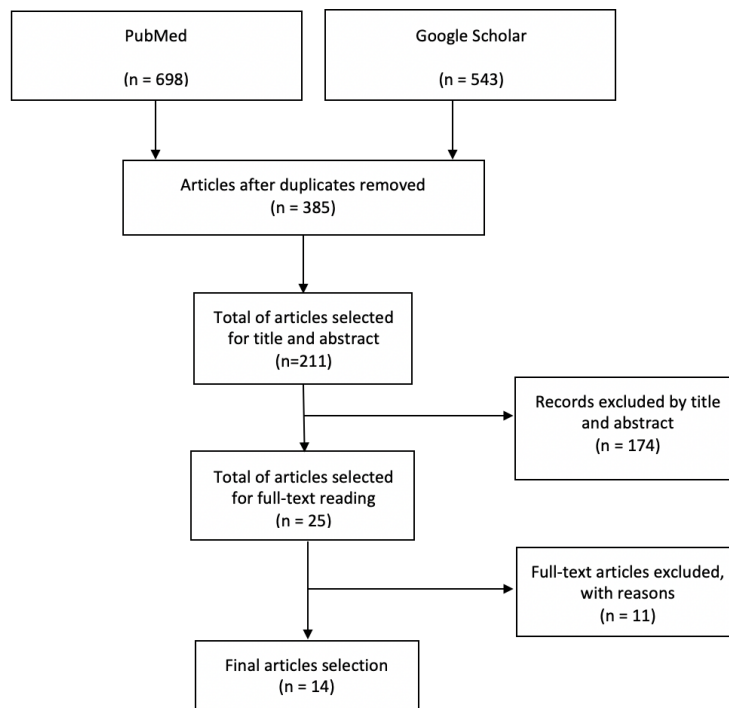 PubMed
(n = 698)
Google Scholar
(n = 543)
Articles after duplicates removed
(n = 385)
Total of articles selected
for title and abstract
(n=211)
Records excluded by title
and abstract
(n = 174)
Total of articles selected
for full-text reading
(n = 25)
Full-text articles excluded,
with reasons
(n = 11)
Final articles selection
(n = 14)